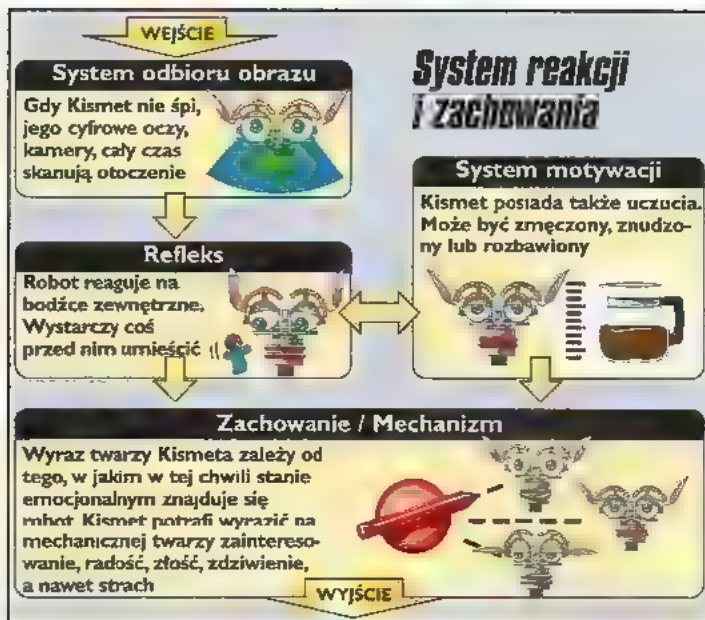 WEJŚCIE
System odbioru obrazu
Gdy Kismet nie śpi,
jego cyfrowe oczy,
kamery, cały czas
skanują otoczenie
System reakcji
i zachowania
System motywacji
Kismet posiada także uczucia.
Może być zmęczony, znudzo-
ny lub rozbawiony
Refleks
Robot reaguje na
bodźce zewnętrzne.
Wystarczy coś
przed nim umieścić
Zachowanie / Mechanizm
Wyraz twarzy Kismeta zależy od
tego, w jakim w tej chwili stanie
emocjonalnym znajduje się
robot. Kismet potrafi wyrazić na
mechanicznej twarzy zaintereso-
wanie, radość, złość, zdziwienie,
a nawet strach
WYJŚCIE